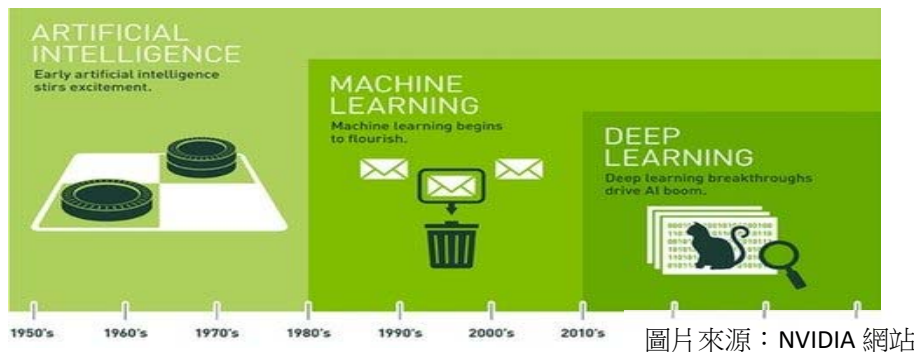 ARTIFICIAL
INTELLIGENCE
Early artificial intelligence
stirs excitement.
MACHINE
LEARNING
Machine learning begins
to flourish.
DEEP
LEARNING
Deep learning breakthroughs
drive AI boom.
1950's 1960's 1970's 1980's 1990's 2000's 2010's
圖片來源：NVIDIA 網站